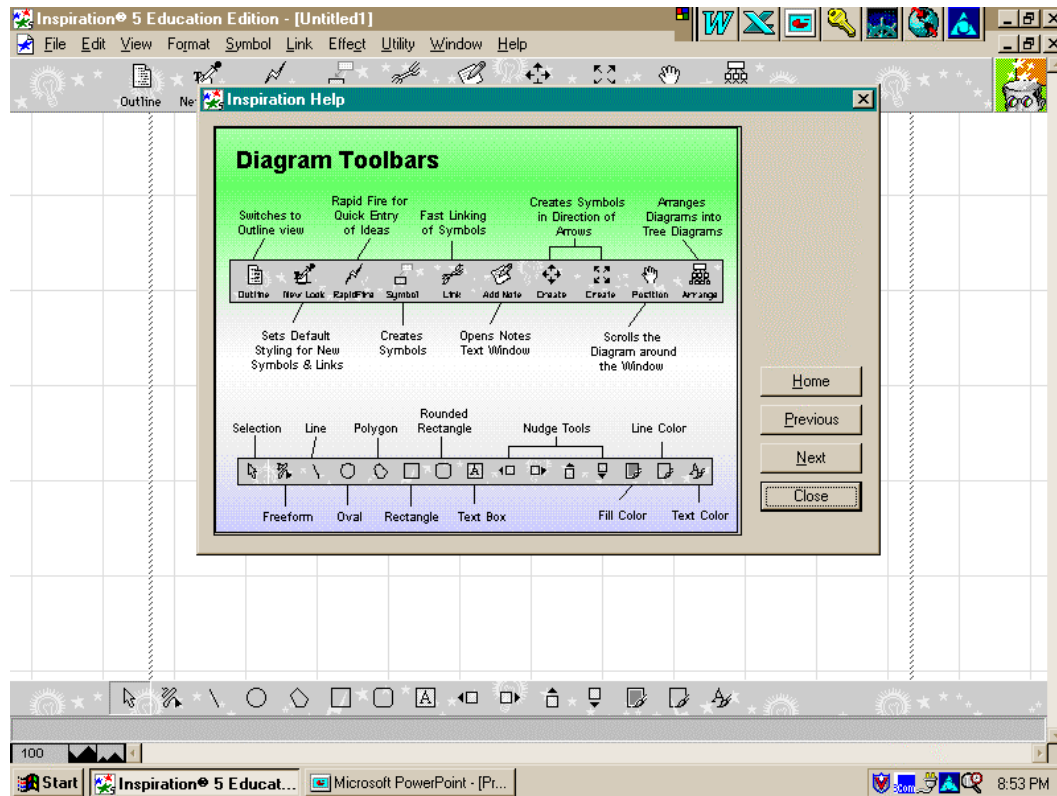 Inspiration® 5 Education Edition - [Untitled1]
File Edit View Format Symbol Link Effect Utility Window Help
Outline Ne
Inspiration Help
Diagram Toolbars
Switches to
Outline view
Rapid Fire for
Quick Entry
of Ideas
Fast Linking
of Symbols
Creates Symbols
in Direction of
Arrows
Arranges
Diagrams into
Tree Diagrams
Outline New Look RapidFire Symbol Link Add Note Create Create Position Arrange
Sets Default
Styling for New
Symbols & Links
Creates
Symbols
Opens Notes
Text Window
Scrolls the
Diagram around
the Window
Selection Line Polygon Rounded
Rectangle Nudge Tools Line Color
A
Freeform Oval Rectangle Text Box Fill Color Text Color
Home
Previous
Next
Close
A
100
Start Inspiration® 5 Educat... Microsoft PowerPoint - [Pr... 8:53 PM